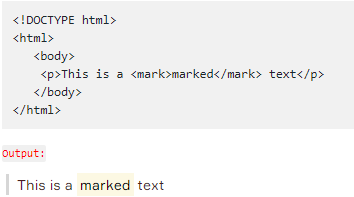 <!DOCTYPE html>
<html>
<body>
<p>This is a <mark>marked</mark> text</p>
</body>
</html>
Output:
This is a marked text